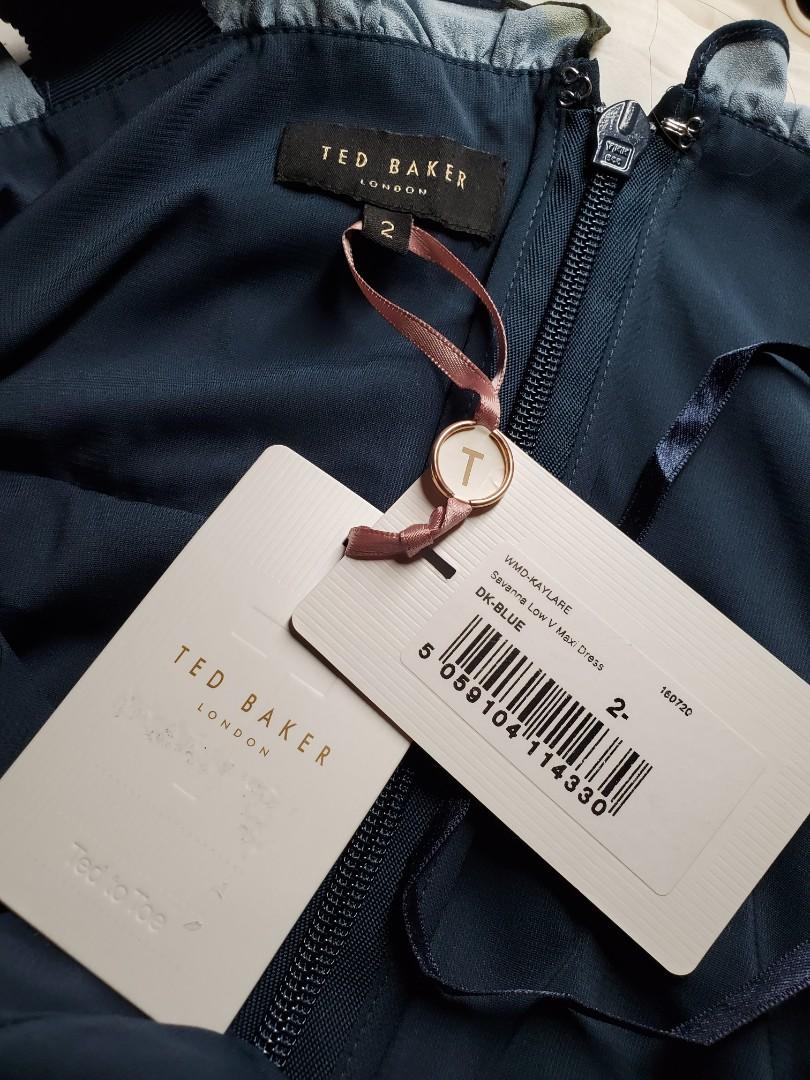 TED BAKER
LONDON
2
T
WMD-KAYLARE
Savanna Low V Maxi Dress
DK-BLUE
2-
160720
5 059104 114330
TED BAKER
LONDON
Ted to Toe